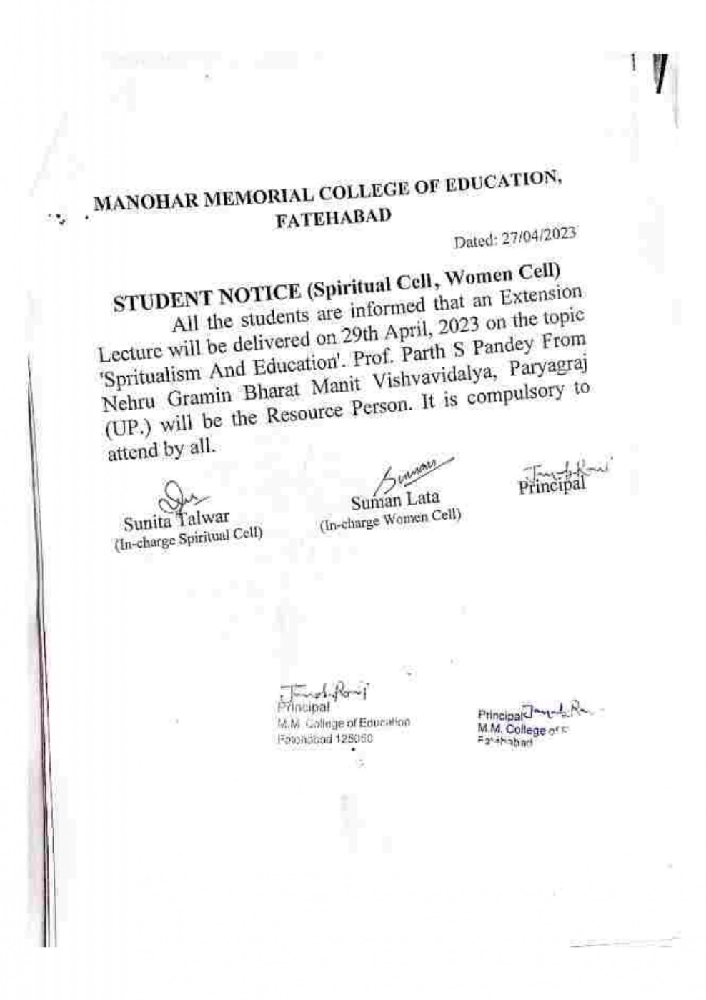 MANOHAR MEMORIAL COLLEGE OF EDUCATION,
FATEHABAD
Dated: 27/04/2023
STUDENT NOTICE (Spiritual Cell, Women Cell)
All the students are informed that an Extension
Lecture will be delivered on 29th April, 2023 on the topic
'Spritualism And Education'. Prof. Parth S Pandey From
Nehru Gramin Bharat Manit Vishvavidalya, Paryagraj
(UP.) will be the Resource Person. It is compulsory to
attend by all.
Suman
Sunita Talwar
(In-charge Spiritual Cell)
Suman Lata
(In-charge Women Cell)
Principal
Principal
M.M. College of Education
Fatehabad 125050
Principal
M.M. College of
Fatehabad